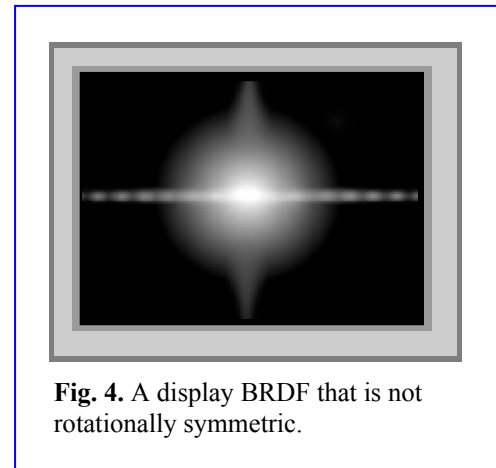 Fig. 4. A display BRDF that is not
rotationally symmetric.